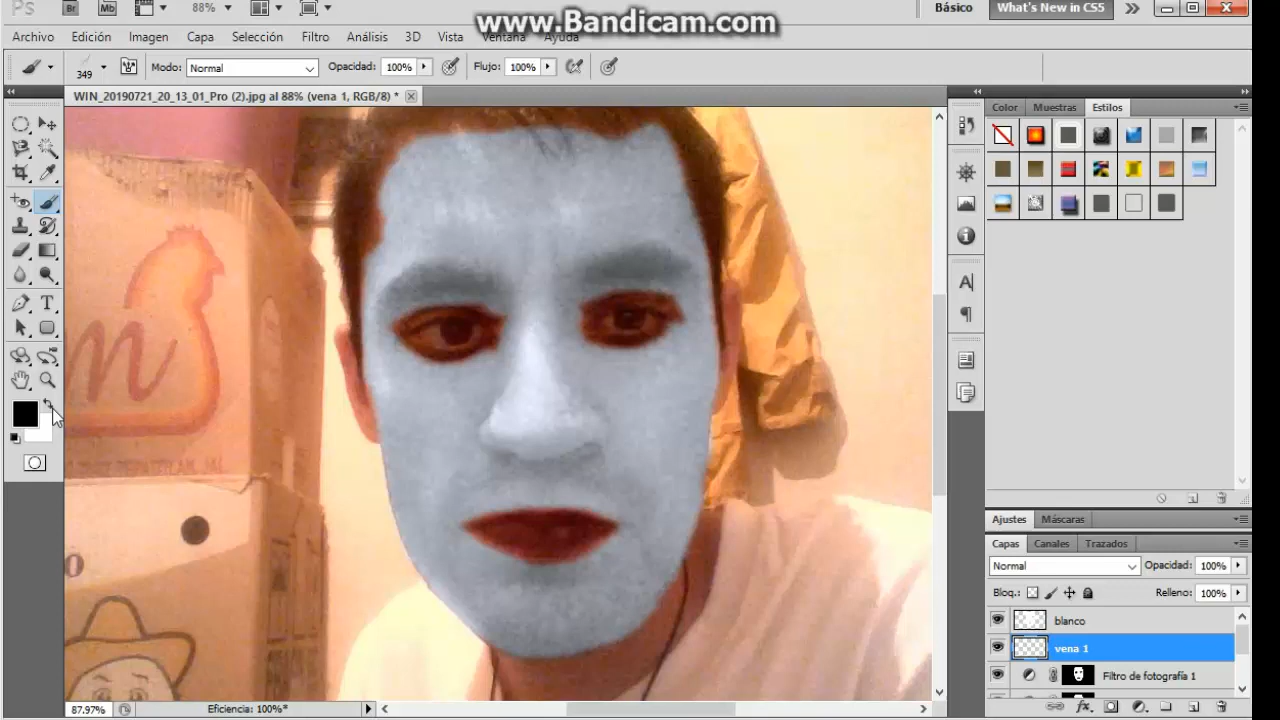 www.Bandicam.com
Ps Br Mb 88% Básico What's New in CS5
Archivo Edición Imagen Capa Selección Filtro Análisis 3D Vista Ventana Ayuda
349 Modo: Normal Opacidad: 100% Flujo: 100%
WIN_20190721_20_13_01_Pro (2).jpg al 88% (vena 1, RGB/8) *
Color Muestras Estilos
m
Ajustes Máscaras
Capas Canales Trazados
Normal Opacidad: 100%
Bloq.: Relleno: 100%
blanco
vena 1
Filtro de fotografía 1
87.97% Eficiencia: 100%*